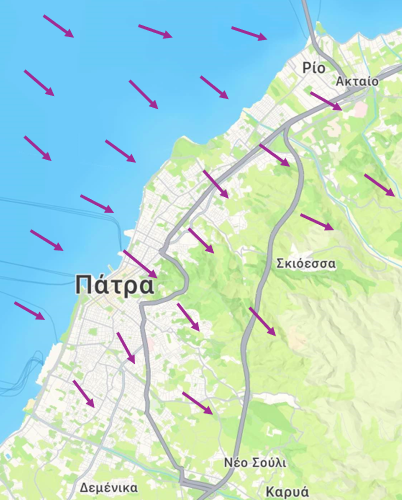 Ρίο
Ακταίο
Σκιόεσσα
Πάτρα
Νέο Σούλι
Δεμένικα
Καρυά